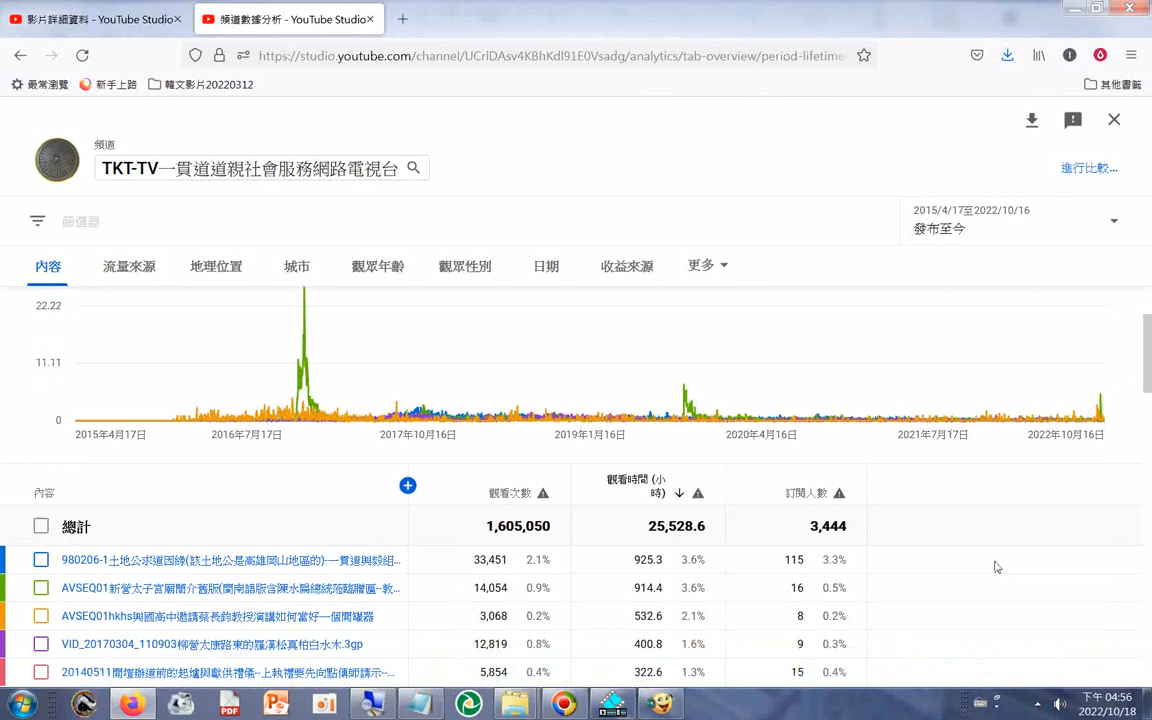 影片詳細資料 - YouTube Studio
頻道數據分析 - YouTube Studio
https://studio.youtube.com/channel/UCrlDAsv4KBhKdl91E0Vsadg/analytics/tab-overview/period-lifetime
最常瀏覽 新手上路 韓文影片20220312 其他書籤
頻道
TKT-TV一貫道道親社會服務網路電視台
進行比較...
篩選器
2015/4/17至2022/10/16
發布至今
內容 流量來源 地理位置 城市 觀眾年齡 觀眾性別 日期 收益來源 更多
22.22
11.11
0
2015年4月17日 2016年7月17日 2017年10月16日 2019年1月16日 2020年4月16日 2021年7月17日 2022年10月16日
內容 觀看次數 觀看時間 (小時) 訂閱人數
總計 1,605,050 25,528.6 3,444
980206-1土地公求道因緣(該土地公是高雄岡山地區的)-一貫道興毅組... 33,451 2.1% 925.3 3.6% 115 3.3%
AVSEQ01新營太子宮廟簡介舊版(閩南語版含陳水扁總統蒞臨贈匾--敦... 14,054 0.9% 914.4 3.6% 16 0.5%
AVSEQ01hkhs興國高中邀請蔡長鈞教授演講如何當好一個開罐器 3,068 0.2% 532.6 2.1% 8 0.2%
VID_20170304_110903柳營太康路東的羅漢松真柏白水木.3gp 12,819 0.8% 400.8 1.6% 9 0.3%
20140511開壇辦道前的起爐與獻供禮儀--上執禮要先向點傳師請示--... 5,854 0.4% 322.6 1.3% 15 0.4%
下午 04:56
2022/10/18